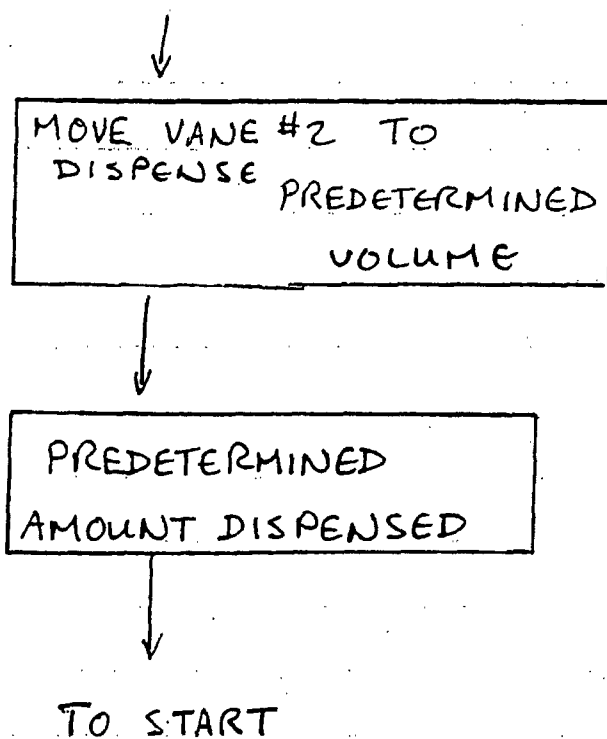 MOVE VANE #2 TO
DISPENSE
PREDETERMINED
VOLUME
PREDETERMINED
AMOUNT DISPENSED
TO START